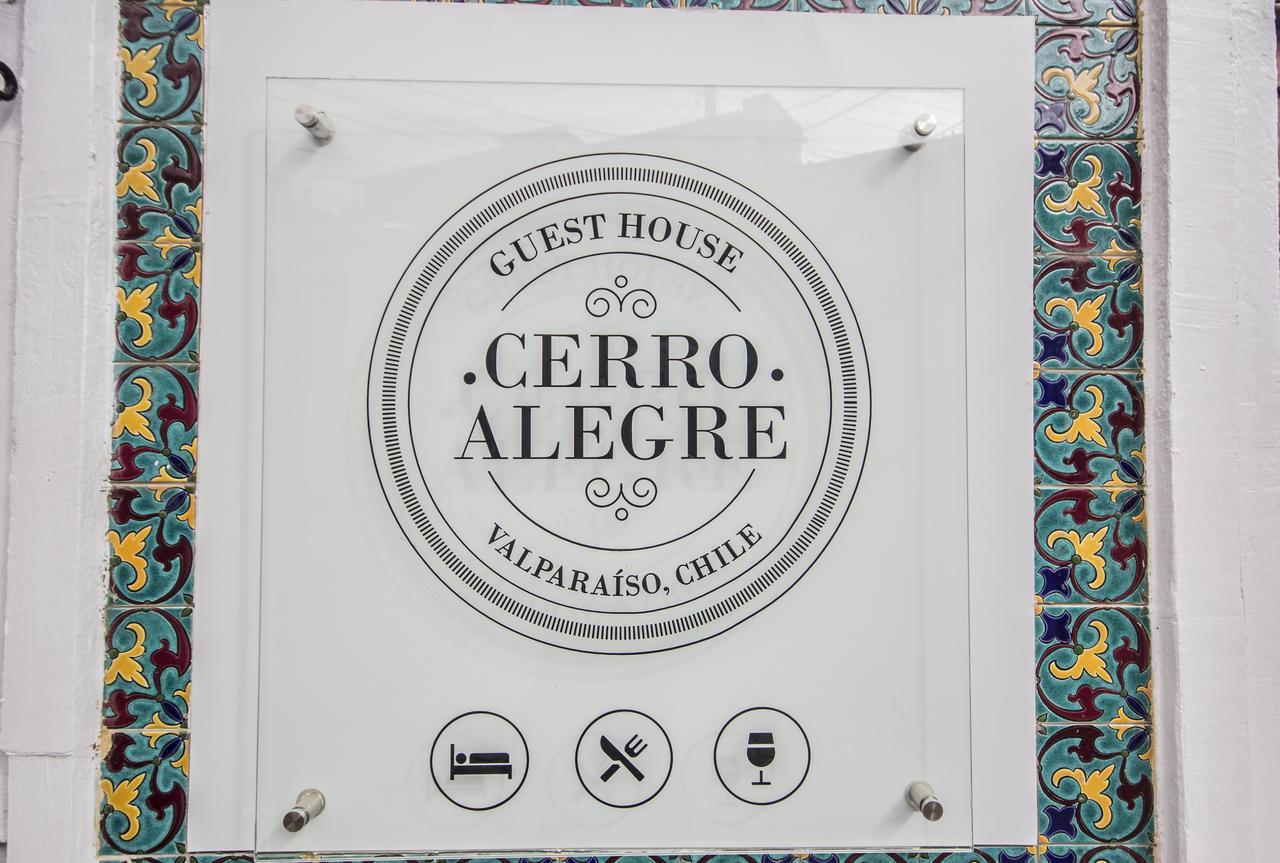 GUEST HOUSE
·CERRO·
ALEGRE
VALPARAÍSO, CHILE